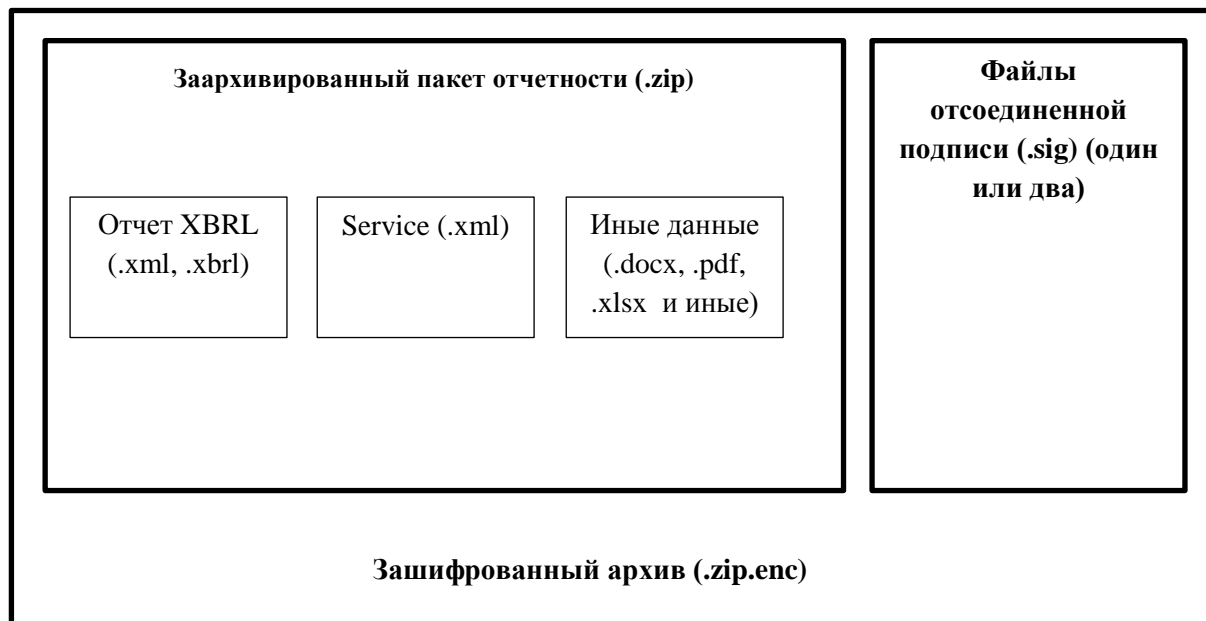 Заархивированный пакет отчетности (.zip)
Файлы
отсоединенной
подписи (.sig) (один
или два)
Отчет XBRL
(.xml, .xbrl)
Service (.xml)
Иные данные
(.docx, .pdf,
.xlsx и иные)
Зашифрованный архив (.zip.enc)